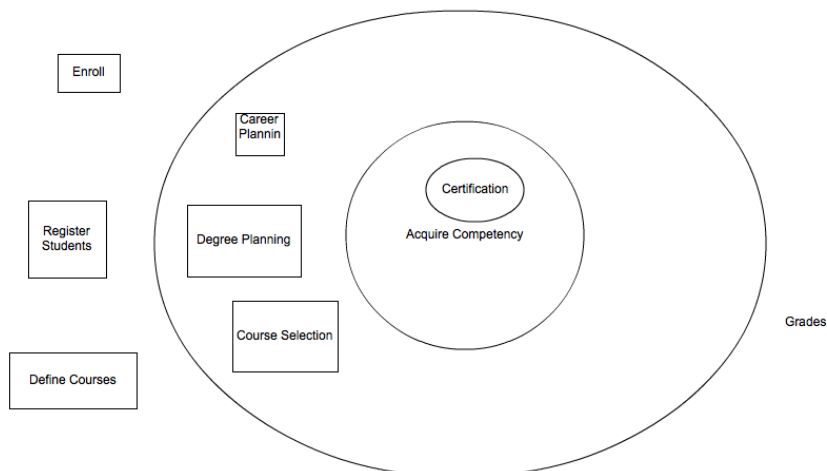 Enroll
Career
Plannin
Certification
Register
Students
Degree Planning
Acquire Competency
Grades
Course Selection
Define Courses